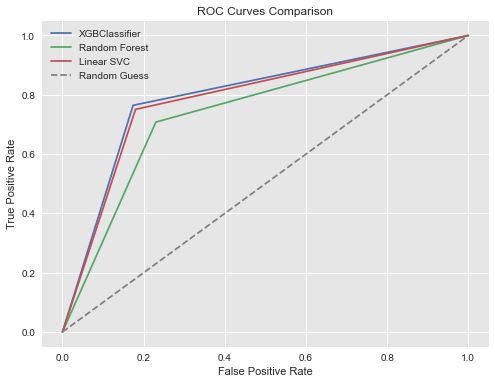 ROC Curves Comparison
XGBClassifier
Random Forest
Linear SVC
Random Guess
1.0
0.8
0.6
0.4
0.2
0.0
True Positive Rate
0.0 0.2 0.4 0.6 0.8 1.0
False Positive Rate